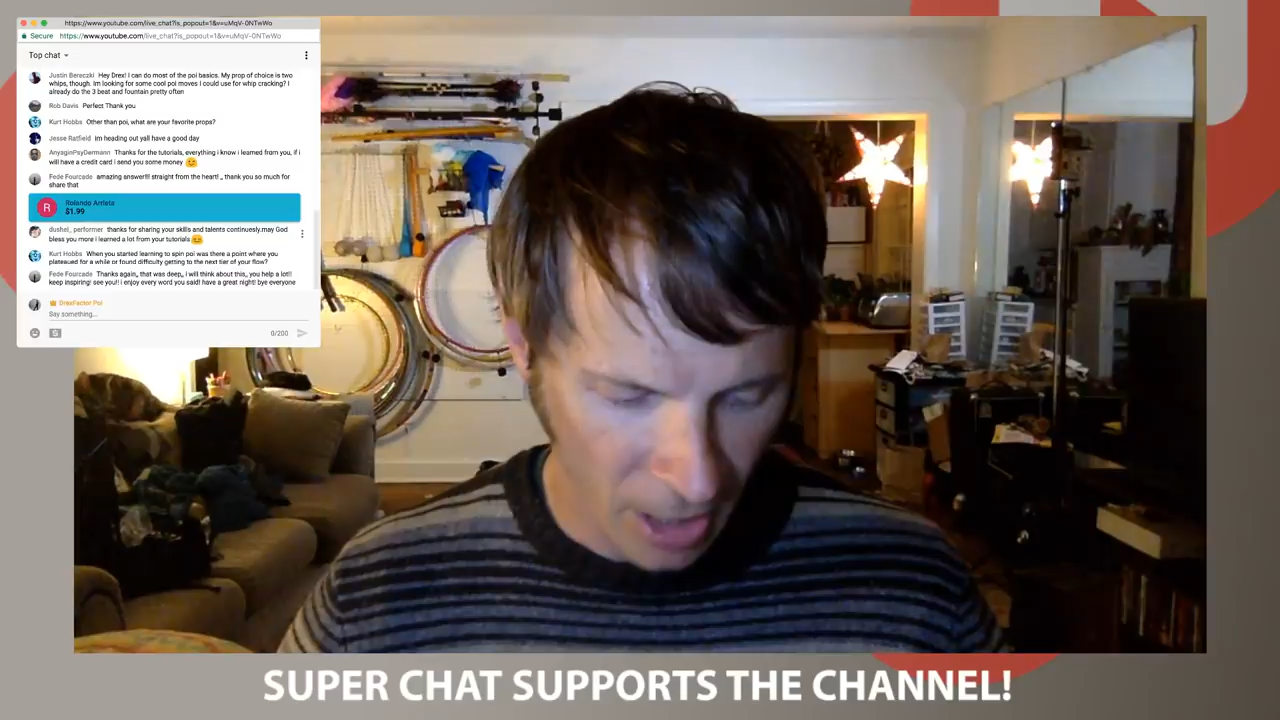 https://www.youtube.com/live_chat?is_popout=1&v=uMqV-0NTwWo
Secure https://www.youtube.com/live_chat?is_popout=1&v=uMqV-0NTwWo
Top chat
Justin Bereczki Hey Drex! I can do most of the poi basics. My prop of choice is two
whips, though. Im looking for some cool poi moves I could use for whip cracking? I
already do the 3 beat and fountain pretty often
Rob Davis Perfect Thank you
Kurt Hobbs Other than poi, what are your favorite props?
Jesse Ratfield im heading out yall have a good day
AnyaginPsyDermann Thanks for the tutorials, everything i know i learned from you, if i
will have a credit card i send you some money 😊
Fede Fourcade amazing answer!!! straight from the heart! ,, thank you so much for
share that
R
Rolando Arrieta
$1.99
dushel_ performer thanks for sharing your skills and talents continuesly.may God
bless you more i learned a lot from your tutorials 😊
Kurt Hobbs When you started learning to spin poi was there a point where you
plateaued for a while or found difficulty getting to the next tier of your flow?
Fede Fourcade Thanks again,, that was deep,, i will think about this,, you help a lot!!
keep inspiring! see you!! i enjoy every word you said! have a great night! bye everyone
DrexFactor Poi
Say something...
0/200
SUPER CHAT SUPPORTS THE CHANNEL!